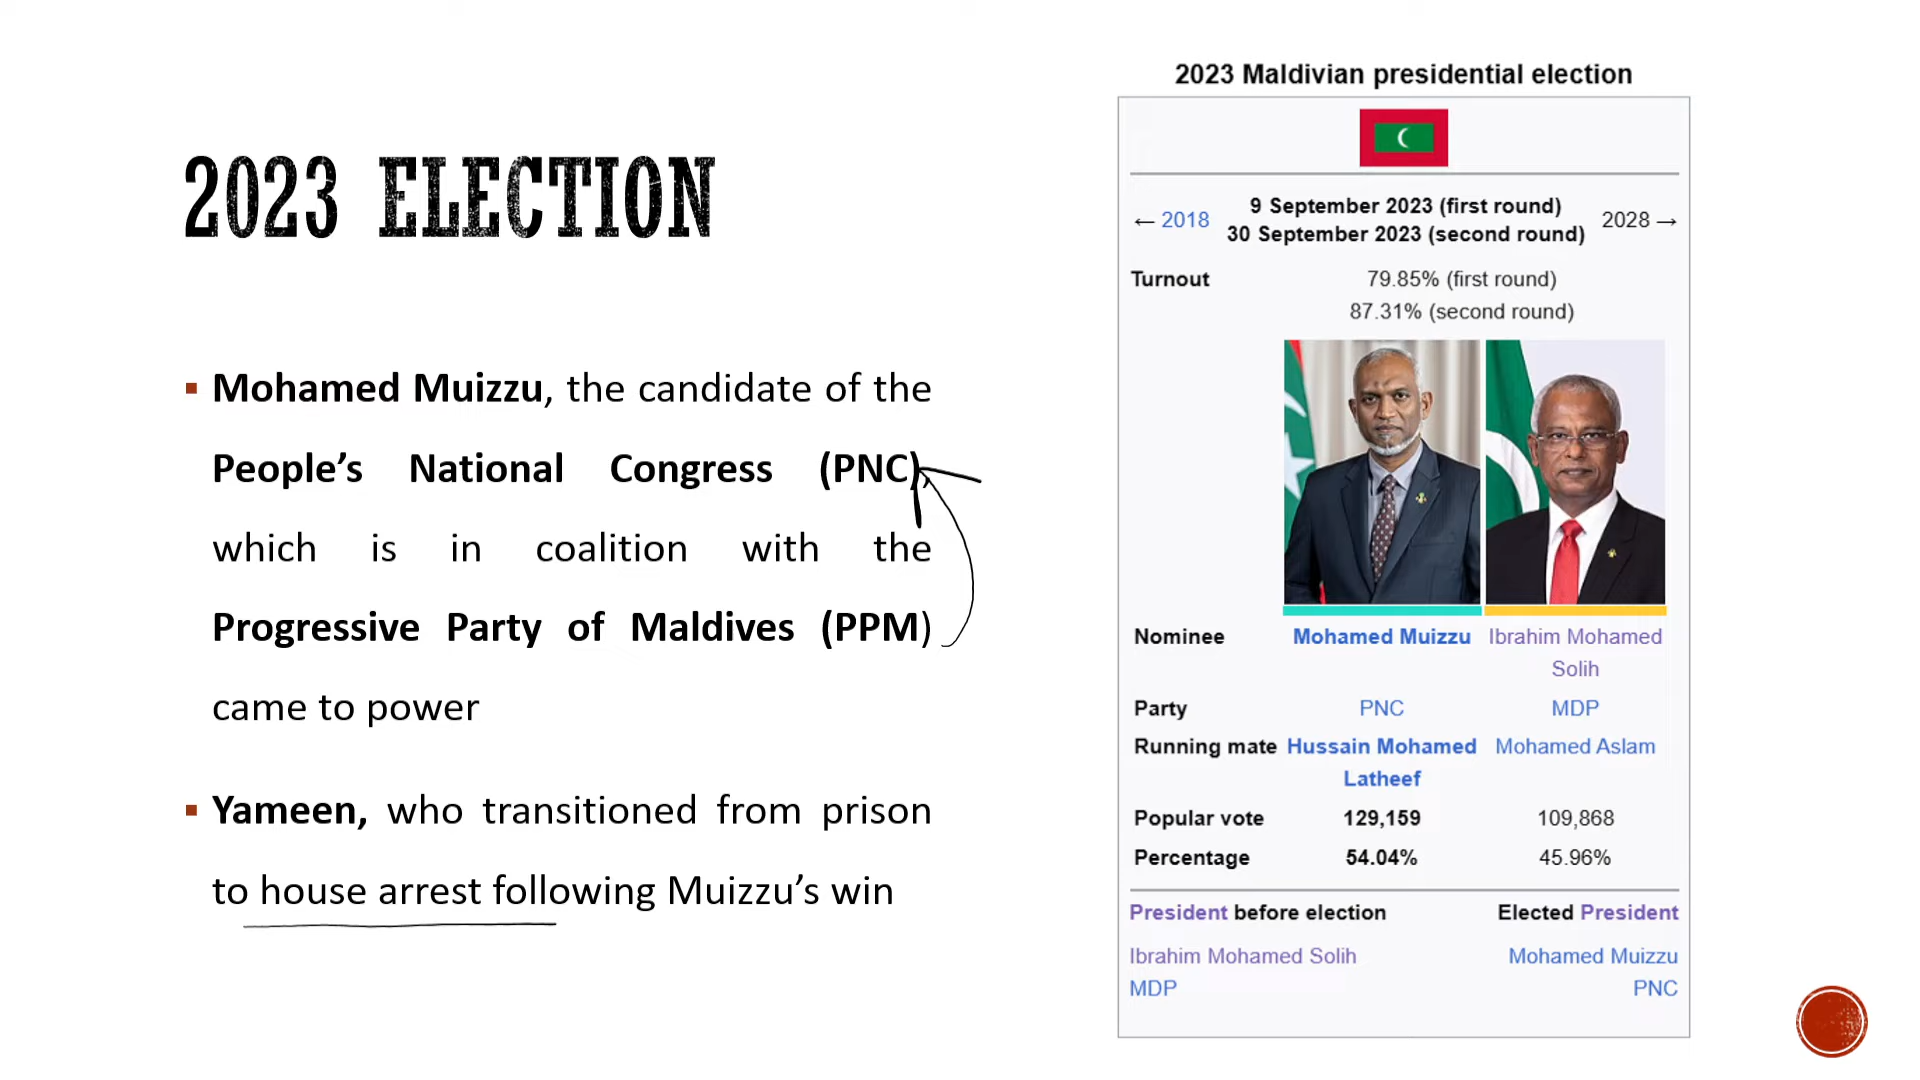 2023 ELECTION
▪ Mohamed Muizzu, the candidate of the
People’s National Congress (PNC),
which is in coalition with the
Progressive Party of Maldives (PPM)
came to power
▪ Yameen, who transitioned from prison
to house arrest following Muizzu’s win
2023 Maldivian presidential election
← 2018 9 September 2023 (first round) 2028 →
30 September 2023 (second round)
Turnout 79.85% (first round)
87.31% (second round)
Nominee Mohamed Muizzu Ibrahim Mohamed
Solih
Party PNC MDP
Running mate Hussain Mohamed Mohamed Aslam
Latheef
Popular vote 129,159 109,868
Percentage 54.04% 45.96%
President before election Elected President
Ibrahim Mohamed Solih Mohamed Muizzu
MDP PNC